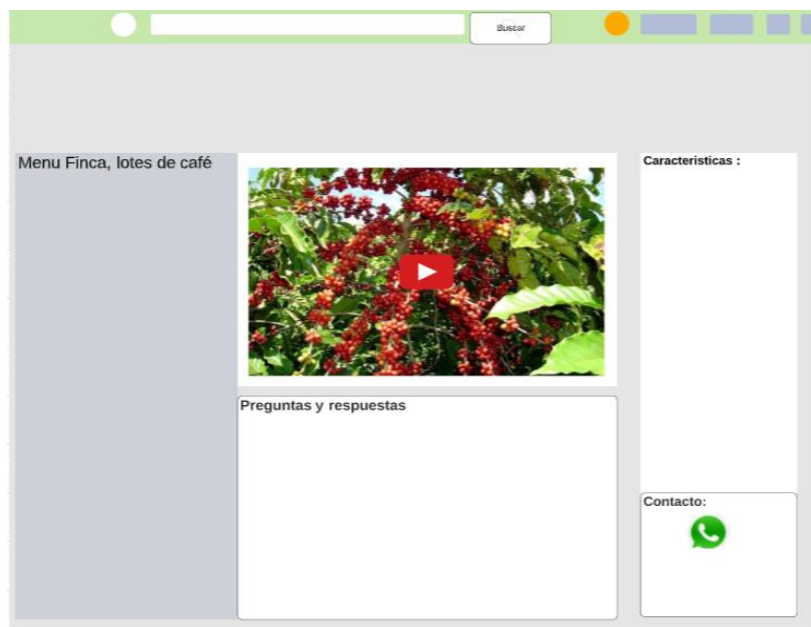 Buscar
Menu Finca, lotes de café
Caracteristicas :
Preguntas y respuestas
Contacto: